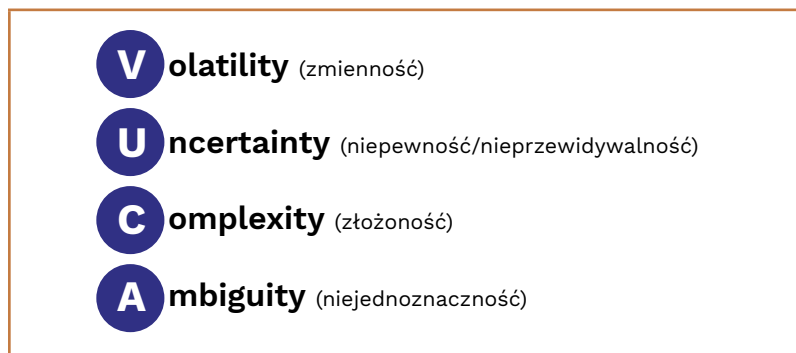 Volatility (zmienność)
Uncertainty (niepewność/nieprzewidywalność)
Complexity (złożoność)
Ambiguity (niejednoznaczność)